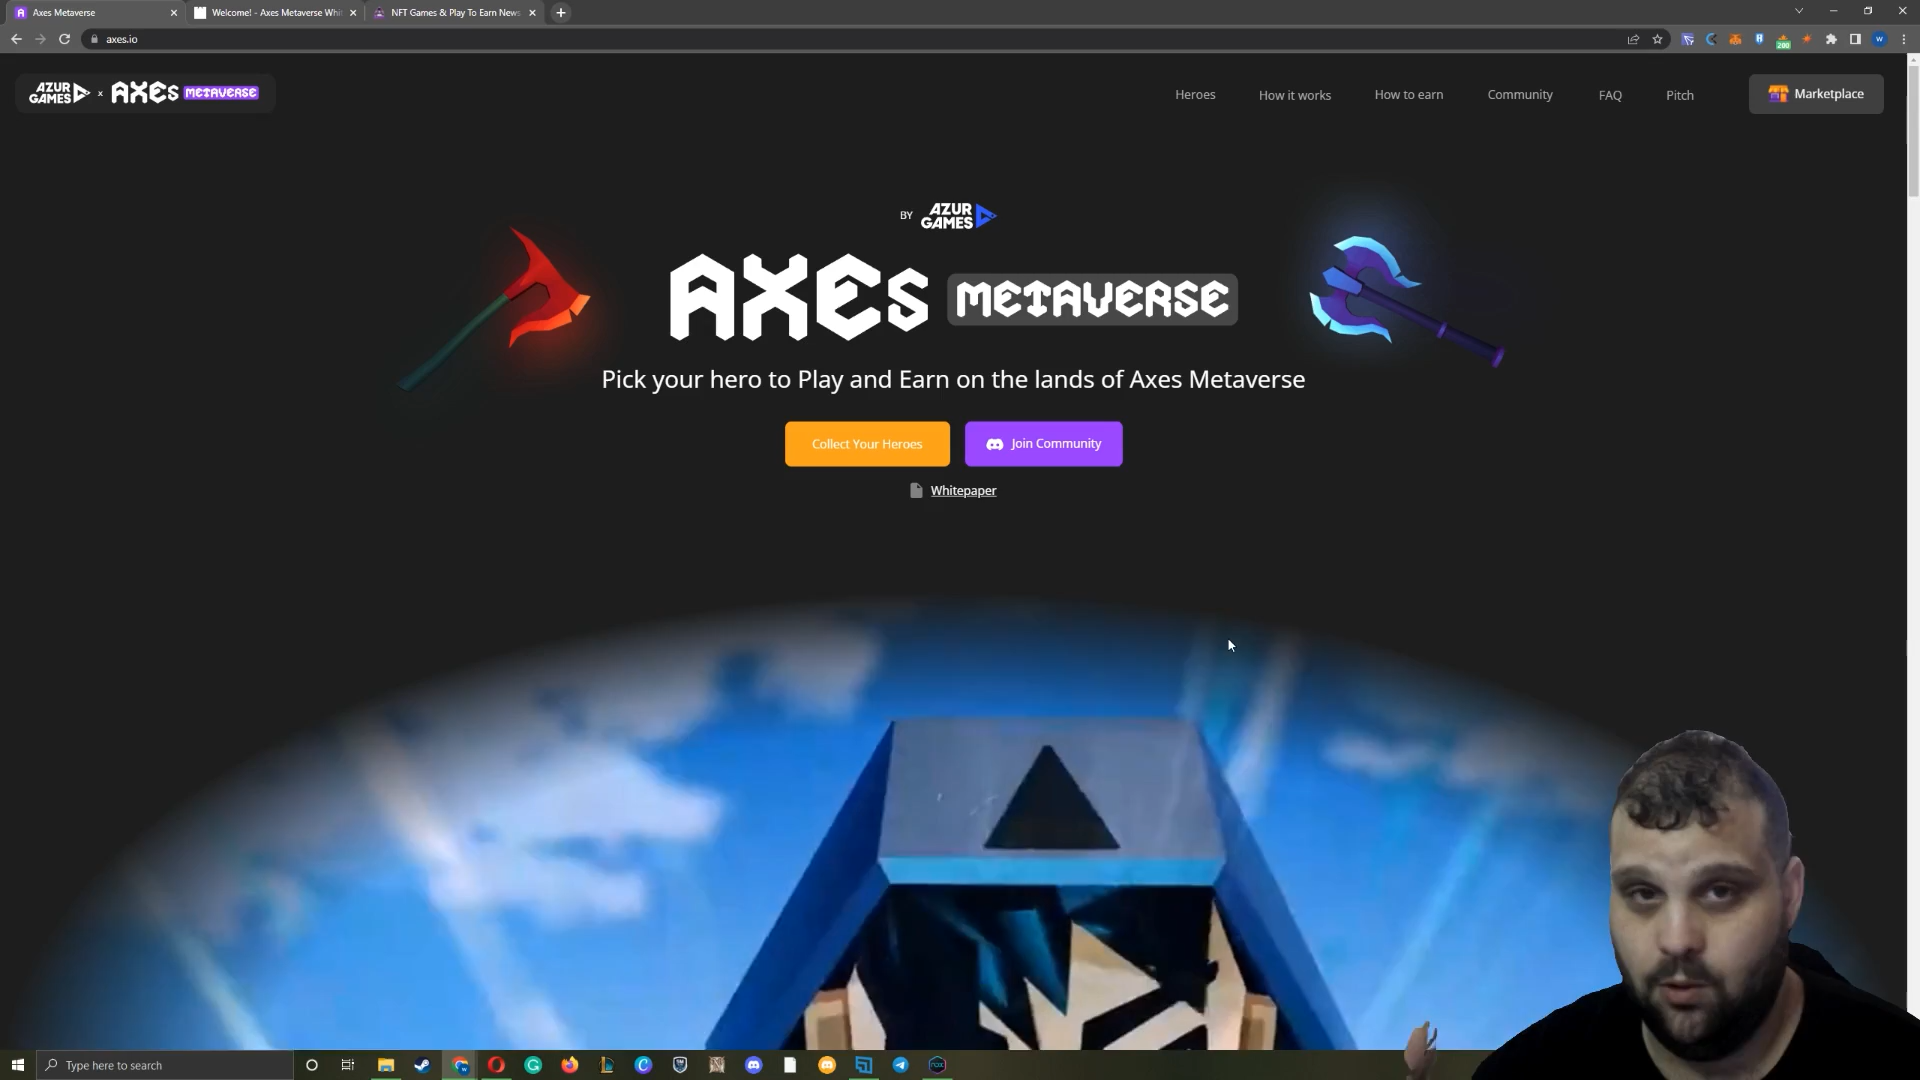 Axes Metaverse
Welcome! - Axes Metaverse Whi
NFT Games & Play To Earn News
axes.io
200
W
AZUR GAMES x AXES METAVERSE
Heroes
How it works
How to earn
Community
FAQ
Pitch
Marketplace
BY AZUR GAMES
AXES METAVERSE
Pick your hero to Play and Earn on the lands of Axes Metaverse
Collect Your Heroes
Join Community
Whitepaper
Type here to search